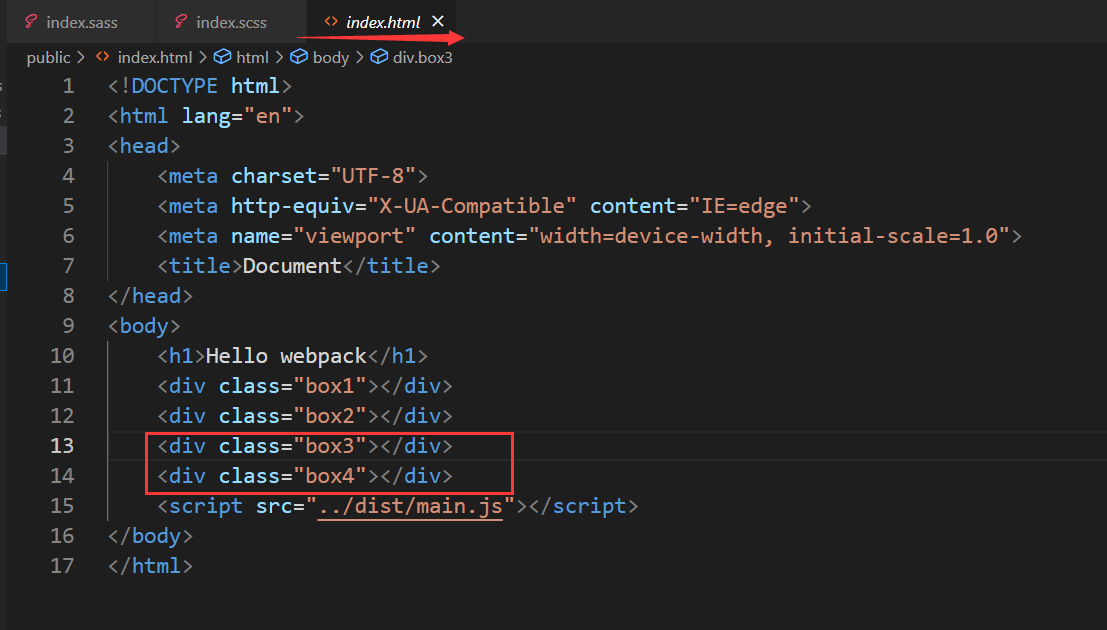 index.sass index.scss <> index.html ×
public > <> index.html > html > body > div.box3
1 <!DOCTYPE html>
2 <html lang="en">
3 <head>
4 <meta charset="UTF-8">
5 <meta http-equiv="X-UA-Compatible" content="IE=edge">
6 <meta name="viewport" content="width=device-width, initial-scale=1.0">
7 <title>Document</title>
8 </head>
9 <body>
10 <h1>Hello webpack</h1>
11 <div class="box1"></div>
12 <div class="box2"></div>
13 <div class="box3"></div>
14 <div class="box4"></div>
15 <script src="../dist/main.js"></script>
16 </body>
17 </html>